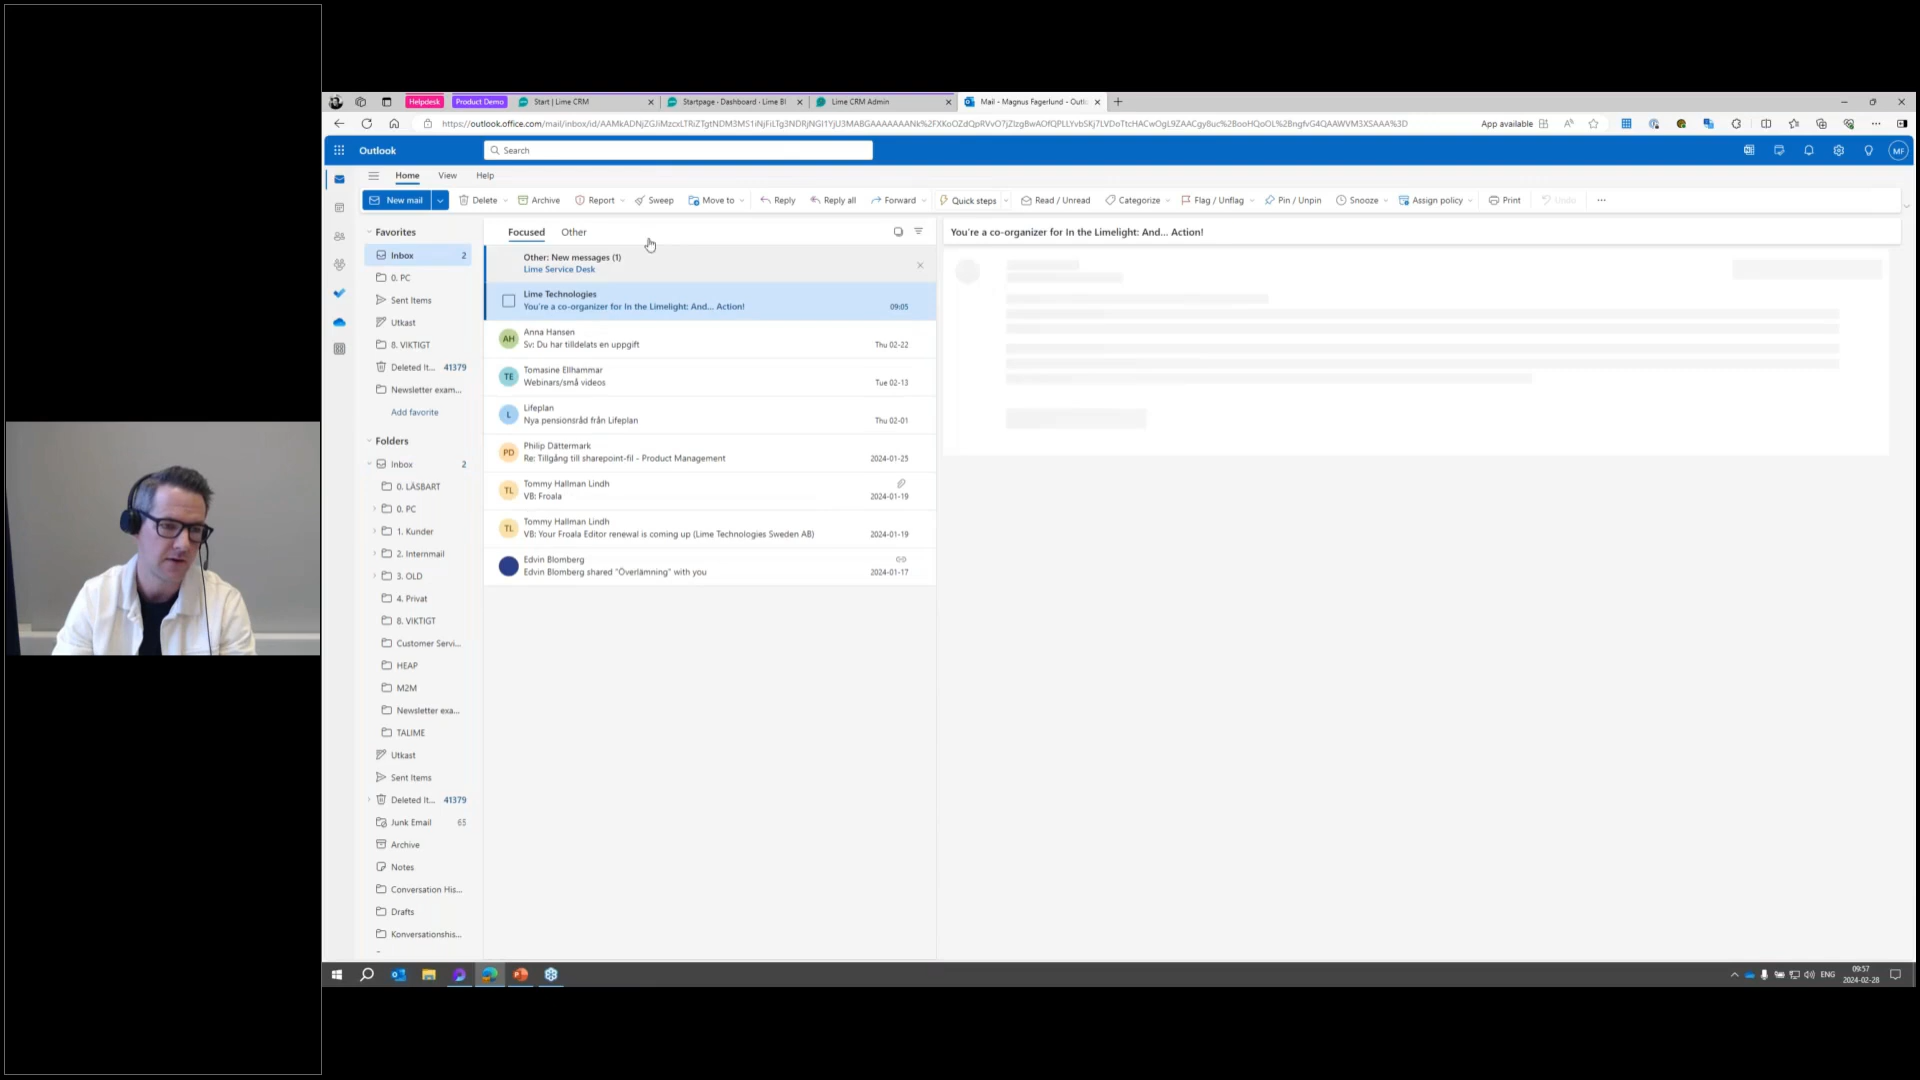 Helpdesk
Product Demo
Start | Lime CRM
Startpage - Dashboard - Lime BI
Lime CRM Admin
Mail - Magnus Fagerlund - Outlo
App available
Outlook
Search
MF
Home
View
Help
New mail
Delete
Archive
Report
Sweep
Move to
Reply
Reply all
Forward
Quick steps
Read / Unread
Categorize
Flag / Unflag
Pin / Unpin
Snooze
Assign policy
Print
Undo
Favorites
Inbox 2
0. PC
Sent Items
Utkast
8. VIKTIGT
Deleted It... 41379
Newsletter exam...
Add favorite
Folders
Inbox 2
0. LÄSBART
0. PC
1. Kunder
2. Internmail
3. OLD
4. Privat
8. VIKTIGT
Customer Servi...
HEAP
M2M
Newsletter exa...
TALIME
Utkast
Sent Items
Deleted It... 41379
Junk Email 65
Archive
Notes
Conversation His...
Drafts
Konversationshis...
Focused
Other
Other: New messages (1)
Lime Service Desk
Lime Technologies
You're a co-organizer for In the Limelight: And... Action! 09:05
AH
Anna Hansen
Sv: Du har tilldelats en uppgift Thu 02-22
TE
Tomasine Ellhammar
Webinars/små videos Tue 02-13
L
Lifeplan
Nya pensionsråd från Lifeplan Thu 02-01
PD
Philip Dättermark
Re: Tillgång till sharepoint-fil - Product Management 2024-01-25
TL
Tommy Hallman Lindh
VB: Froala 2024-01-19
TL
Tommy Hallman Lindh
VB: Your Froala Editor renewal is coming up (Lime Technologies Sweden AB) 2024-01-19
Edvin Blomberg
Edvin Blomberg shared "Överlämning" with you 2024-01-17
You're a co-organizer for In the Limelight: And... Action!
ENG
09:57
2024-02-28